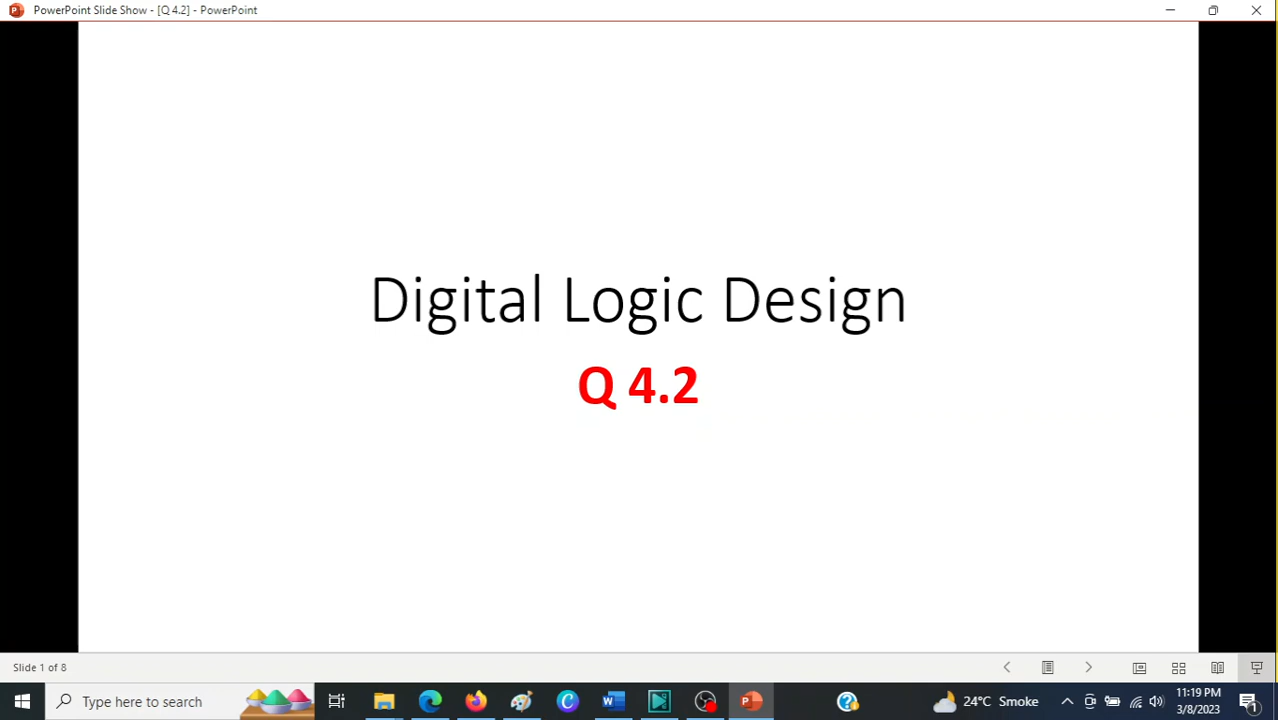 PowerPoint Slide Show - [Q 4.2] - PowerPoint
Digital Logic Design
Q 4.2
Slide 1 of 8
Type here to search
24°C Smoke
11:19 PM
3/8/2023
1